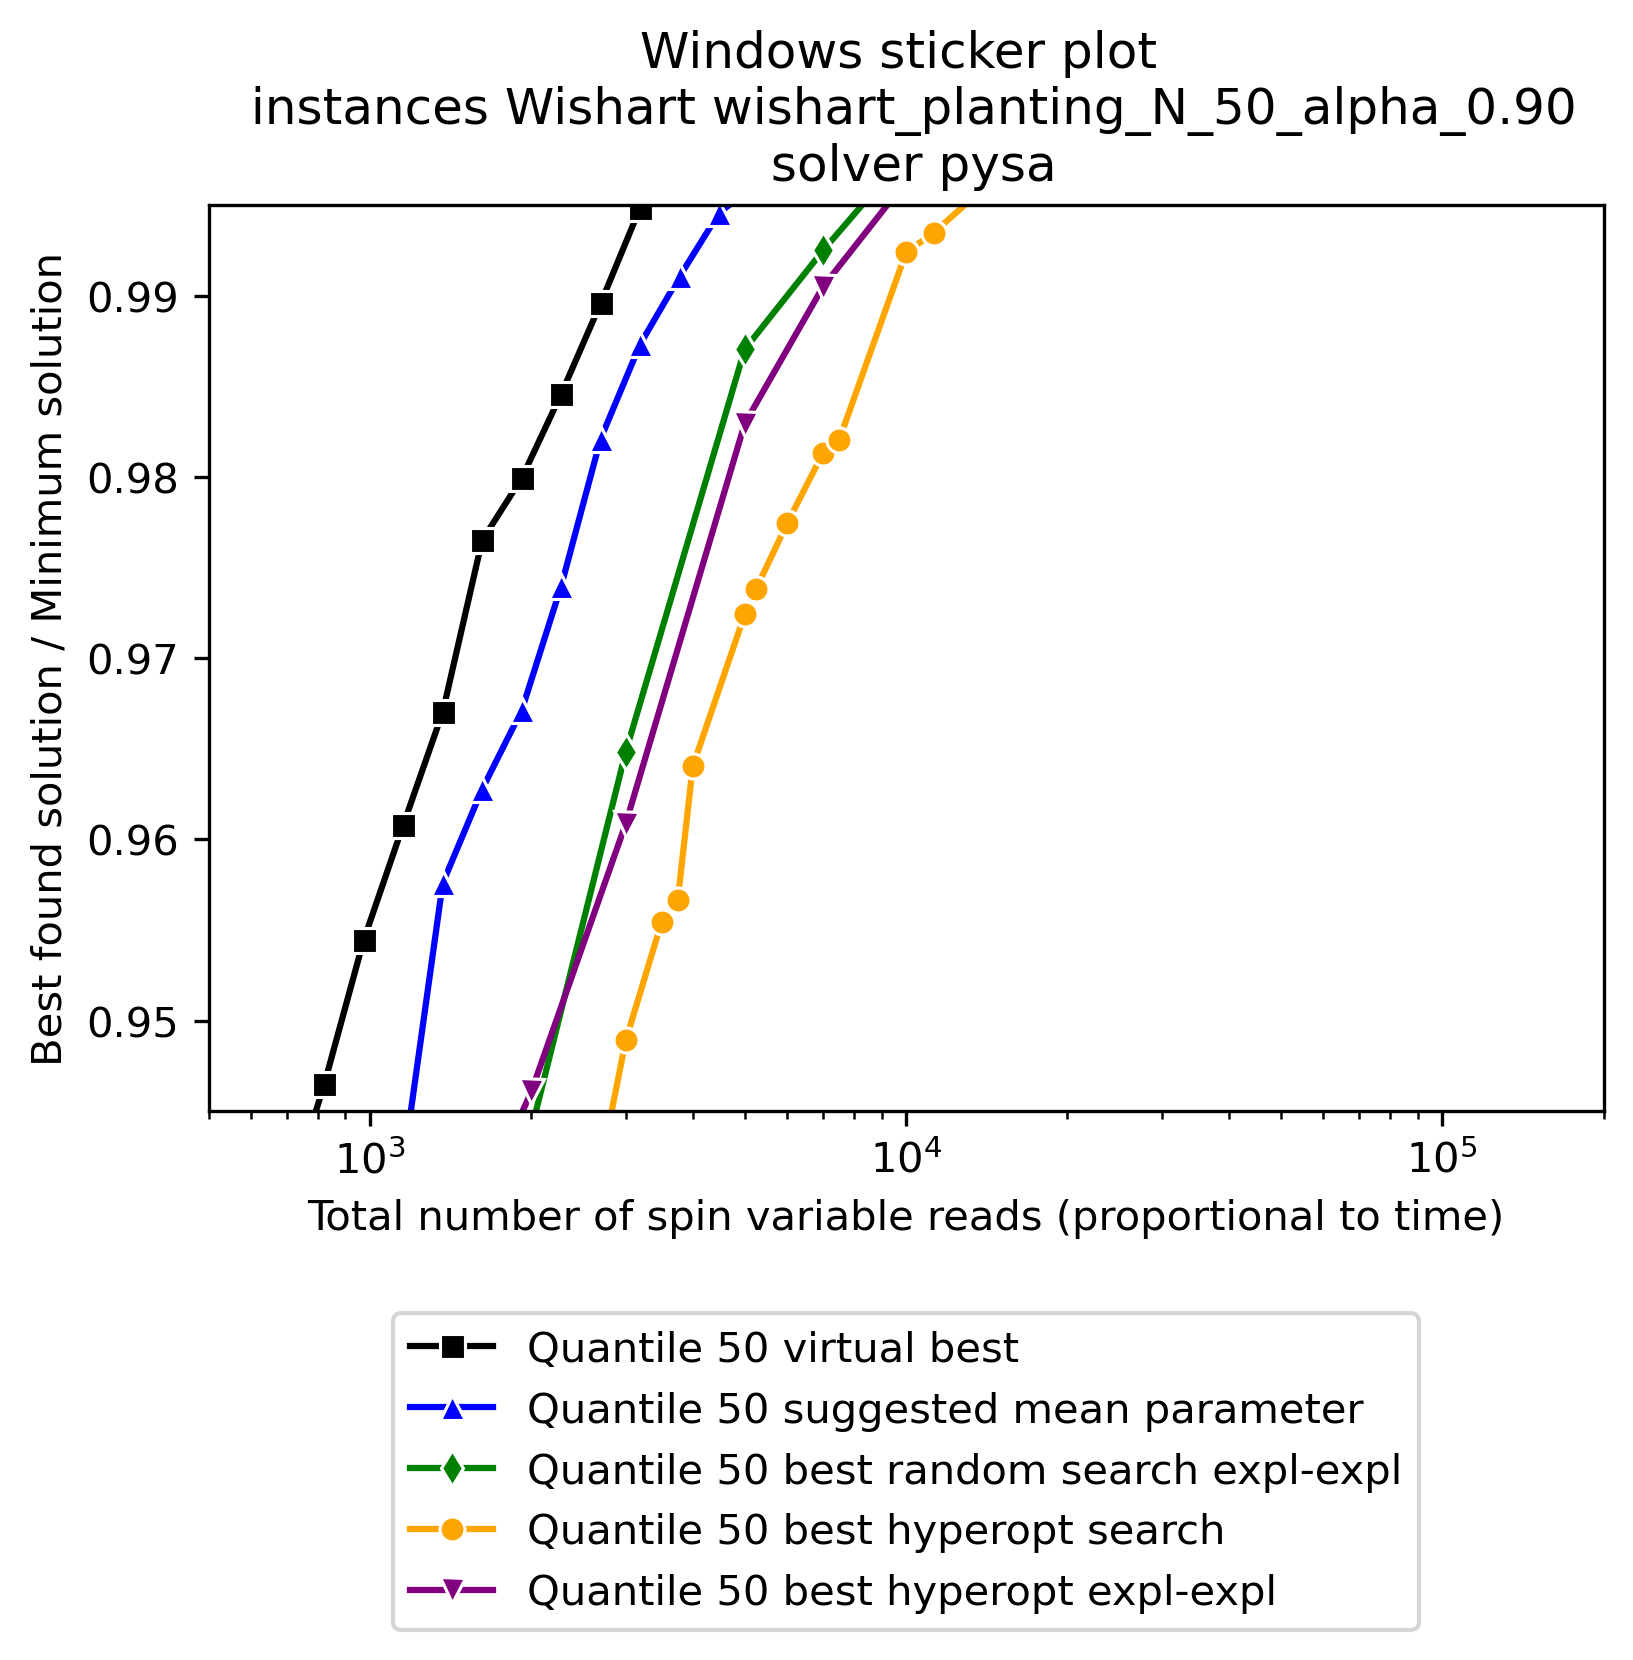 Windows sticker plot
instances Wishart wishart_planting_N_50_alpha_0.90
solver pysa
Best found solution / Minimum solution
0.99
0.98
0.97
0.96
0.95
10³
10⁴
10⁵
Total number of spin variable reads (proportional to time)
Quantile 50 virtual best
Quantile 50 suggested mean parameter
Quantile 50 best random search expl-expl
Quantile 50 best hyperopt search
Quantile 50 best hyperopt expl-expl